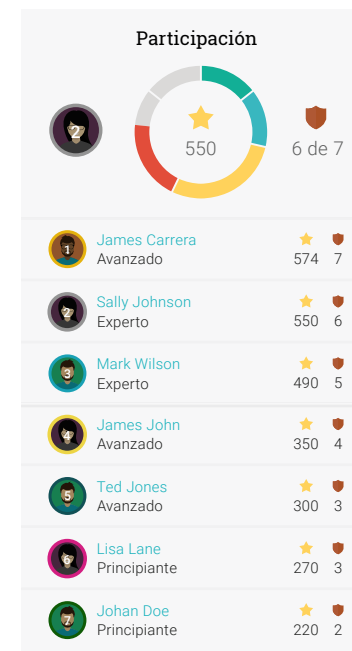 Participación
2
550
6 de 7
1
James Carrera
Avanzado
574 7
2
Sally Johnson
Experto
550 6
3
Mark Wilson
Experto
490 5
4
James John
Avanzado
350 4
5
Ted Jones
Avanzado
300 3
6
Lisa Lane
Principiante
270 3
7
Johan Doe
Principiante
220 2